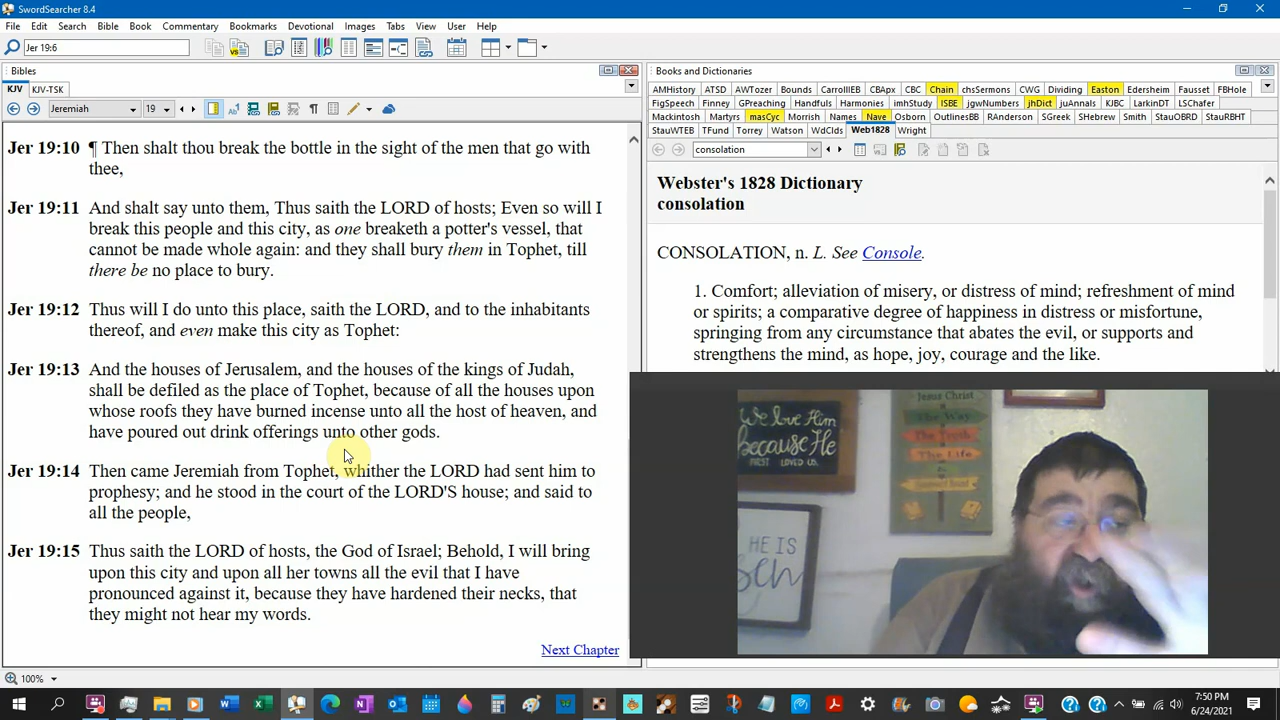 SwordSearcher 8.4
File Edit Search Bible Book Commentary Bookmarks Devotional Images Tabs View User Help
Jer 19:6
Bibles
KJV KJV-TSK
Jeremiah 19
Jer 19:10 ¶ Then shalt thou break the bottle in the sight of the men that go with
thee,
Jer 19:11 And shalt say unto them, Thus saith the LORD of hosts; Even so will I
break this people and this city, as one breaketh a potter's vessel, that
cannot be made whole again: and they shall bury them in Tophet, till
there be no place to bury.
Jer 19:12 Thus will I do unto this place, saith the LORD, and to the inhabitants
thereof, and even make this city as Tophet:
Jer 19:13 And the houses of Jerusalem, and the houses of the kings of Judah,
shall be defiled as the place of Tophet, because of all the houses upon
whose roofs they have burned incense unto all the host of heaven, and
have poured out drink offerings unto other gods.
Jer 19:14 Then came Jeremiah from Tophet, whither the LORD had sent him to
prophesy; and he stood in the court of the LORD'S house; and said to
all the people,
Jer 19:15 Thus saith the LORD of hosts, the God of Israel; Behold, I will bring
upon this city and upon all her towns all the evil that I have
pronounced against it, because they have hardened their necks, that
they might not hear my words.
Next Chapter
100%
Books and Dictionaries
AMHistory ATSD AWTozer Bounds CarrollIEB CBApx CBC Chain chsSermons CWG Dividing Easton Edersheim Fausset FBHole
FigSpeech Finney GPreaching Handfuls Harmonies imhStudy ISBE jgwNumbers jhDict juAnnals KJBC LarkinDT LSChafer
Mackintosh Martyrs masCyc Morrish Names Nave Osborn OutlinesBB RAnderson SGreek SHebrew Smith StauOBRD StauRBHT
StauWTEB TFund Torrey Watson WdClds Web1828 Wright
consolation
Webster's 1828 Dictionary
consolation
CONSOLATION, n. L. See Console.
1. Comfort; alleviation of misery, or distress of mind; refreshment of mind
or spirits; a comparative degree of happiness in distress or misfortune,
springing from any circumstance that abates the evil, or supports and
strengthens the mind, as hope, joy, courage and the like.
We love Him
because He
FIRST LOVED US.
Jesus Christ
The Way
The Truth
The Life
HE IS
7:50 PM
6/24/2021